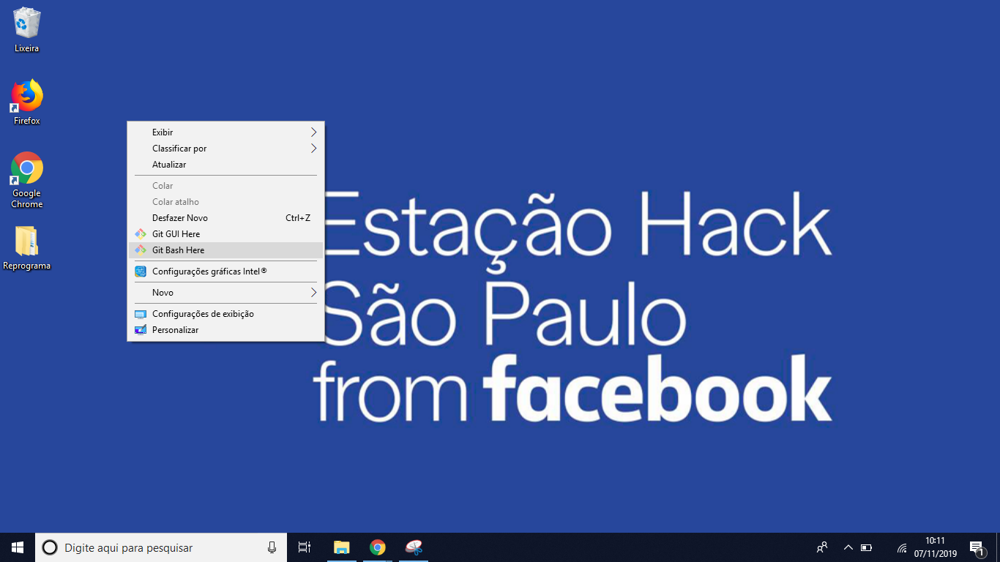 Lixeira
Firefox
Google
Chrome
Reprograma
Exibir
Classificar por
Atualizar
Colar
Colar atalho
Desfazer Novo Ctrl+Z
Git GUI Here
Git Bash Here
Configurações gráficas Intel®
Novo
Configurações de exibição
Personalizar
Estação Hack
São Paulo
from facebook
Digite aqui para pesquisar
10:11
07/11/2019
1